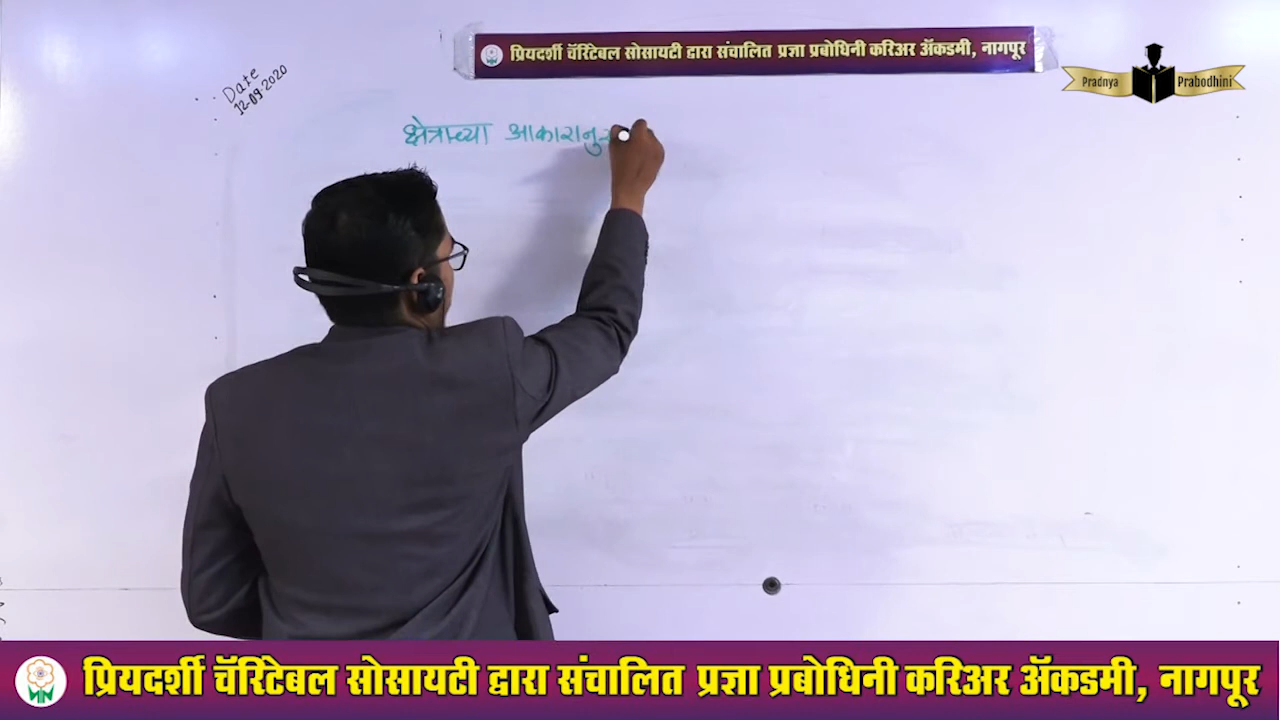 प्रियदर्शी चॅरिटेबल सोसायटी द्वारा संचालित प्रज्ञा प्रबोधिनी करिअर ॲकडमी, नागपूर
Pradnya Prabodhini
Date
12-09-2020
क्षेत्राच्या आकारानुस
प्रियदर्शी चॅरिटेबल सोसायटी द्वारा संचालित प्रज्ञा प्रबोधिनी करिअर ॲकडमी, नागपूर